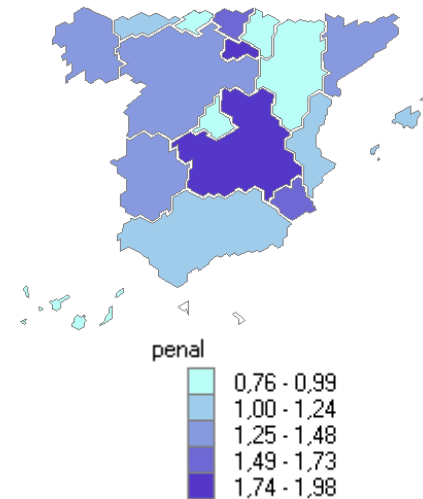 penal
0,76 - 0,99
1,00 - 1,24
1,25 - 1,48
1,49 - 1,73
1,74 - 1,98